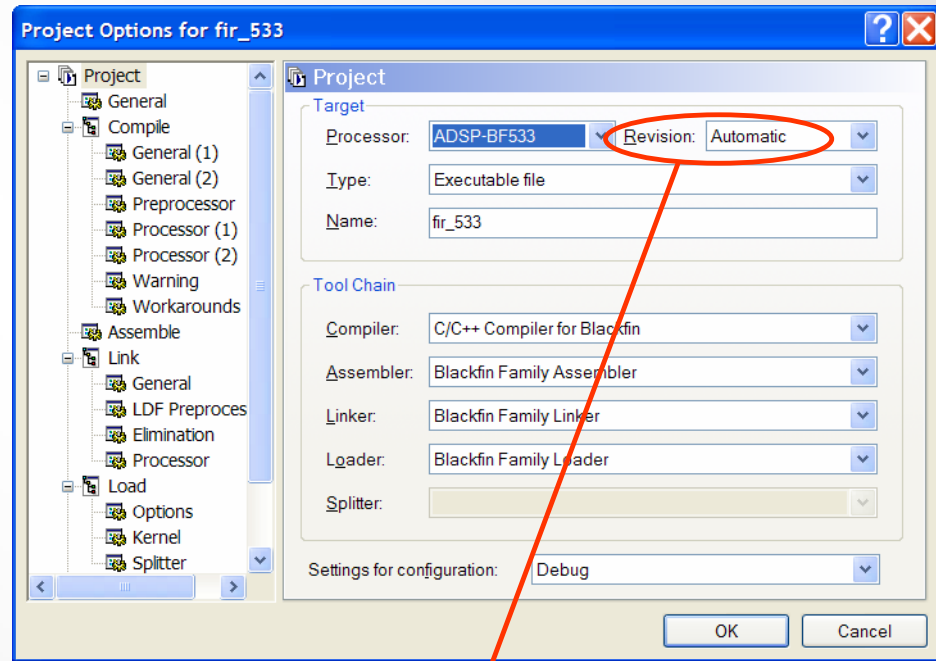 Project Options for fir_533
Project
General
Compile
General (1)
General (2)
Preprocessor
Processor (1)
Processor (2)
Warning
Workarounds
Assemble
Link
General
LDF Preproces
Elimination
Processor
Load
Options
Kernel
Splitter
Project
Target
Processor: ADSP-BF533 Revision: Automatic
Type: Executable file
Name: fir_533
Tool Chain
Compiler: C/C++ Compiler for Blackfin
Assembler: Blackfin Family Assembler
Linker: Blackfin Family Linker
Loader: Blackfin Family Loader
Splitter:
Settings for configuration: Debug
OK Cancel